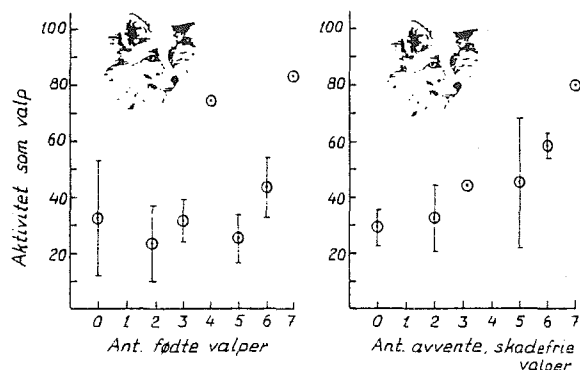 Aktivitet som valp
100
80
60
40
20
0 1 2 3 4 5 6 7
Ant. fødte valper
100
80
60
40
20
0 1 2 3 4 5 6 7
Ant. avvente, skadefrie
valper